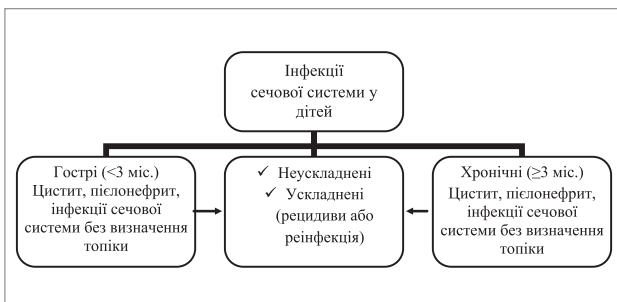 Інфекції
сечової системи у
дітей
Гострі (<3 міс.)
Цистит, пієлонефрит,
інфекції сечової
системи без визначення
топіки
✓ Неускладнені
✓ Ускладнені
(рецидиви або
реінфекція)
Хронічні (≥3 міс.)
Цистит, пієлонефрит,
інфекції сечової
системи без визначення
топіки